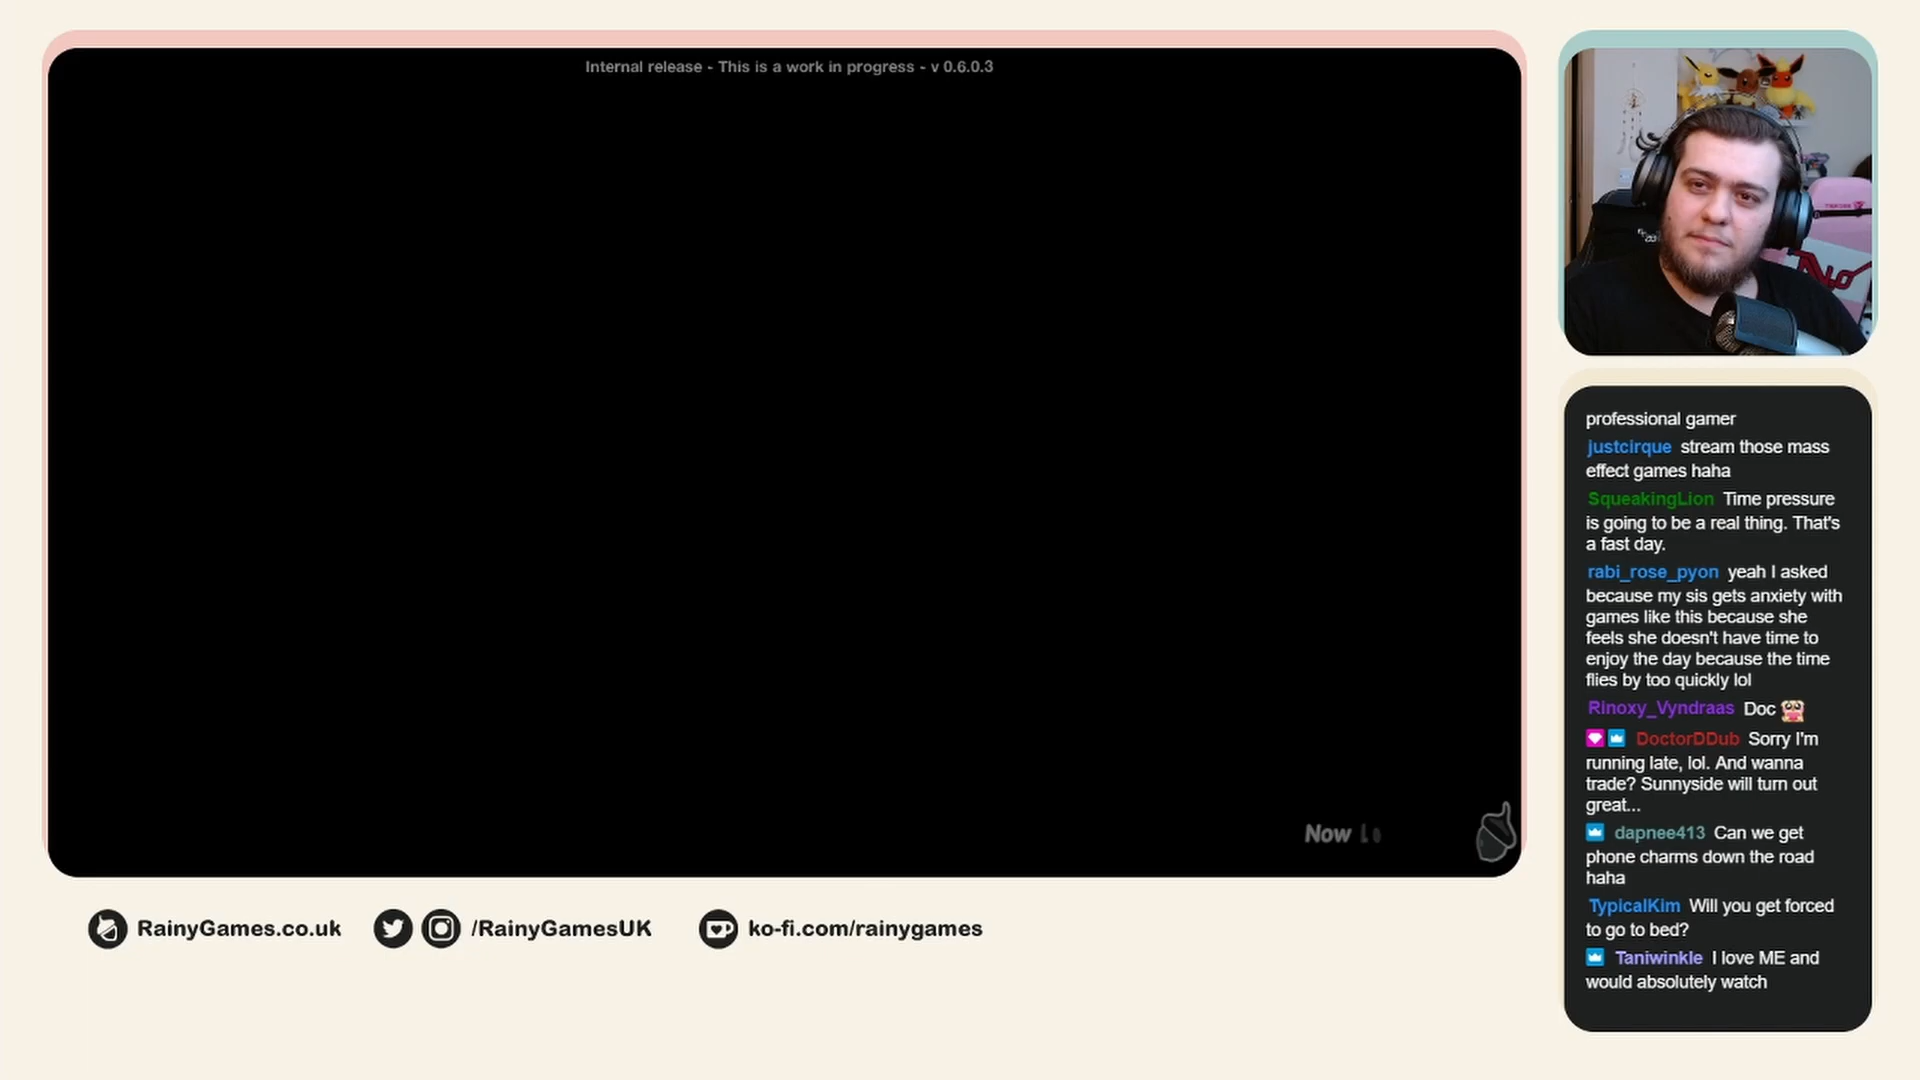 Internal release - This is a work in progress - v 0.6.0.3
Now Lo
RainyGames.co.uk
/RainyGamesUK
ko-fi.com/rainygames
professional gamer
justcirque stream those mass
effect games haha
SqueakingLion Time pressure
is going to be a real thing. That's
a fast day.
rabi_rose_pyon yeah I asked
because my sis gets anxiety with
games like this because she
feels she doesn't have time to
enjoy the day because the time
flies by too quickly lol
Rinoxy_Vyndraas Doc
DoctorDDub Sorry I'm
running late, lol. And wanna
trade? Sunnyside will turn out
great...
dapnee413 Can we get
phone charms down the road
haha
TypicalKim Will you get forced
to go to bed?
Taniwinkle I love ME and
would absolutely watch